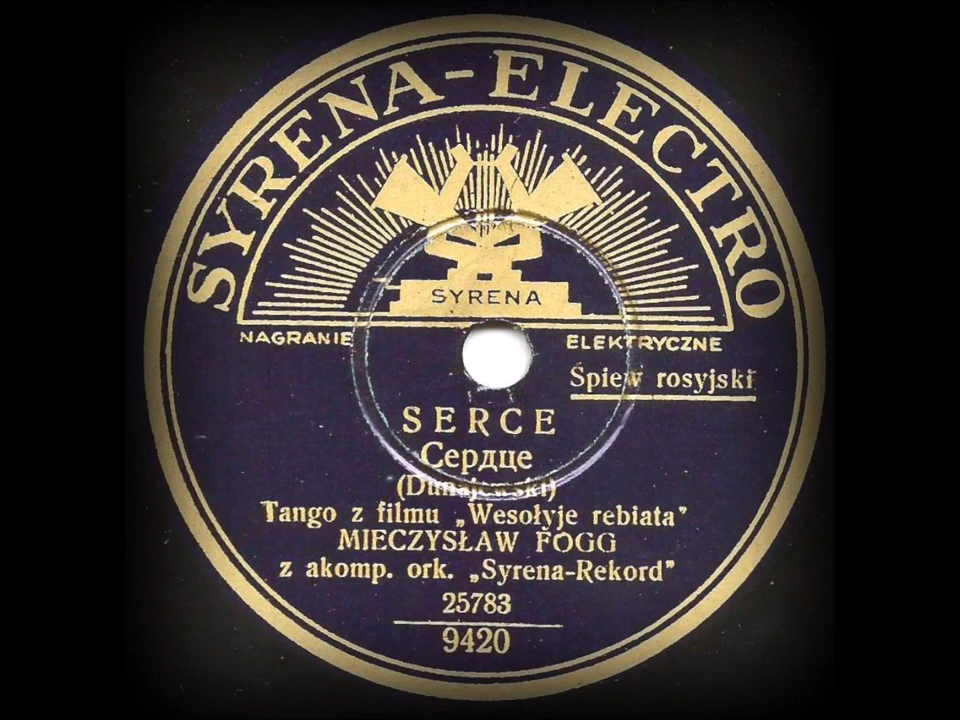 SYRENA-ELECTRO
SYRENA
NAGRANIE ELEKTRYCZNE
Śpiew rosyjski
SERCE
Сердце
(Dunajewski)
Tango z filmu „Wesołyje rebiata"
MIECZYSŁAW FOGG
z akomp. ork. „Syrena-Rekord"
25783
9420